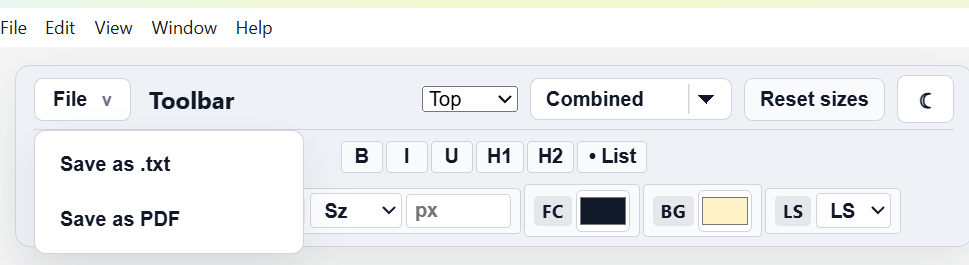 File Edit View Window Help
File v Toolbar Top Combined Reset sizes
Save as .txt
B I U H1 H2 • List
Save as PDF
Sz px FC BG LS LS